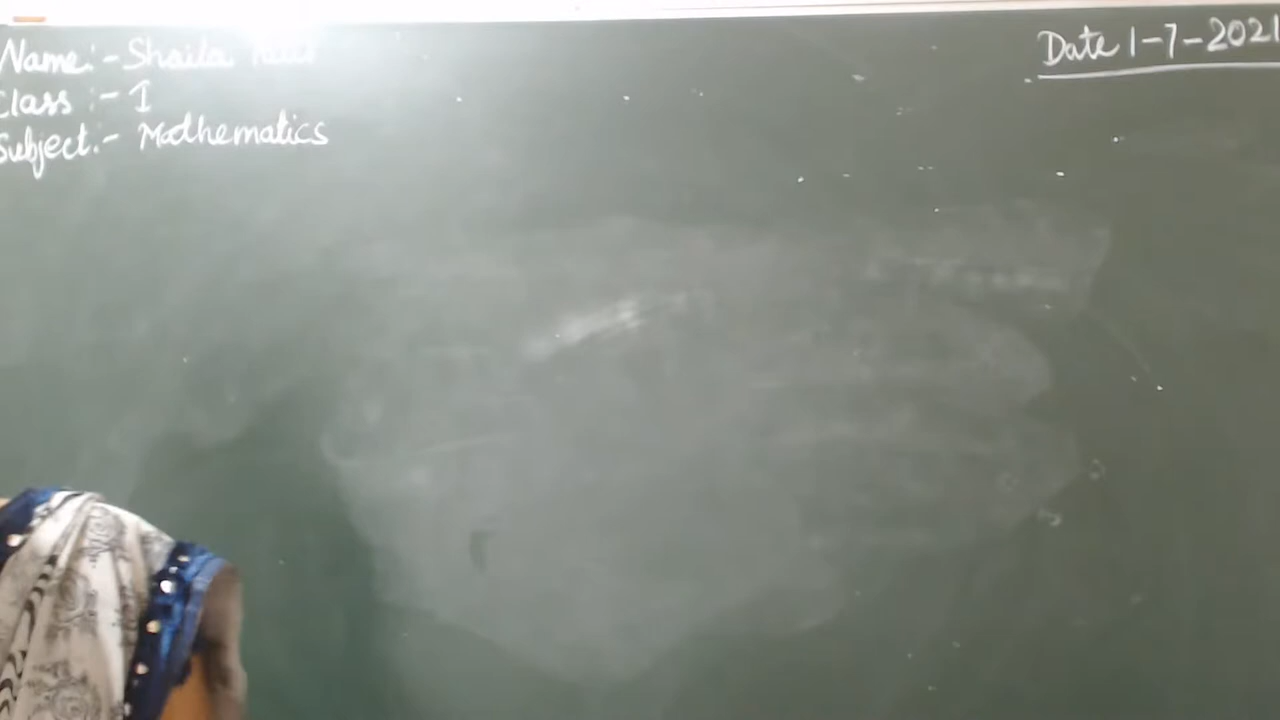 Name:- Shaila
Class :- I
Subject:- Mathematics
Date 1-7-2021